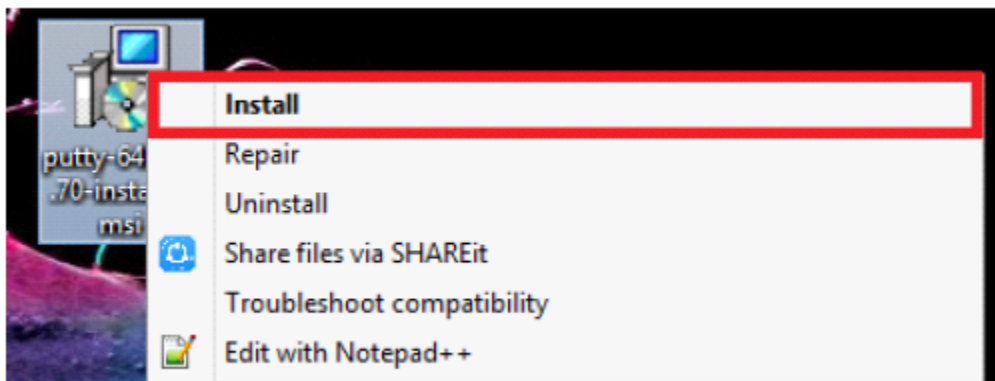 Install
putty-64
.70-insta
msi
Repair
Uninstall
Share files via SHAREit
Troubleshoot compatibility
Edit with Notepad++